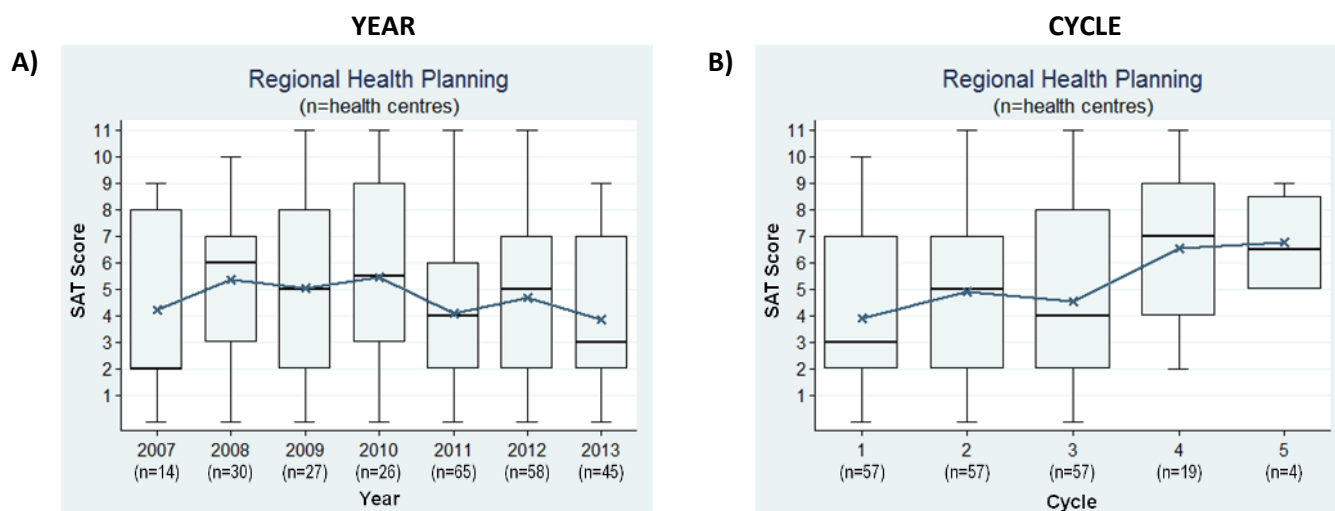 YEAR
A)
Regional Health Planning
(n=health centres)
SAT Score
11
10
9
8
7
6
5
4
3
2
1
2007 2008 2009 2010 2011 2012 2013
(n=14) (n=30) (n=27) (n=26) (n=65) (n=58) (n=45)
Year
CYCLE
B)
Regional Health Planning
(n=health centres)
SAT Score
11
10
9
8
7
6
5
4
3
2
1
1 2 3 4 5
(n=57) (n=57) (n=57) (n=19) (n=4)
Cycle